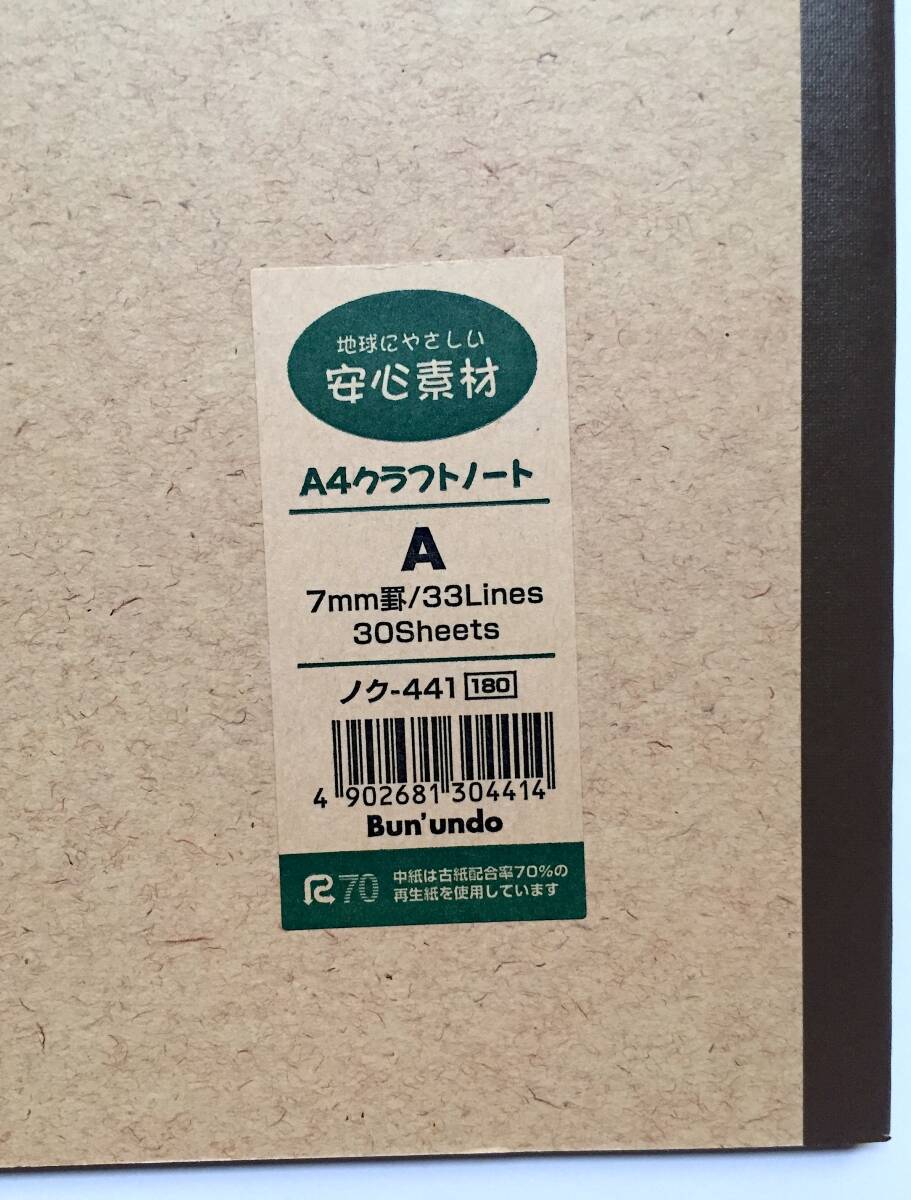 地球にやさしい
安心素材
A4クラフトノート
A
7mm罫/33Lines
30Sheets
ノク-441 180
4 902681 304414
Bun'undo
R70 中紙は古紙配合率70%の
再生紙を使用しています